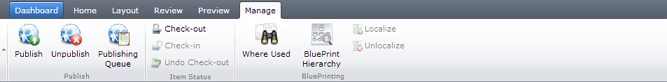 Dashboard Home Layout Review Preview Manage
Publish
Unpublish
Publishing
Queue
Publish
Check-out
Check-in
Undo Check-out
Item Status
Where Used
BluePrint
Hierarchy
Localize
Unlocalize
BluePrinting